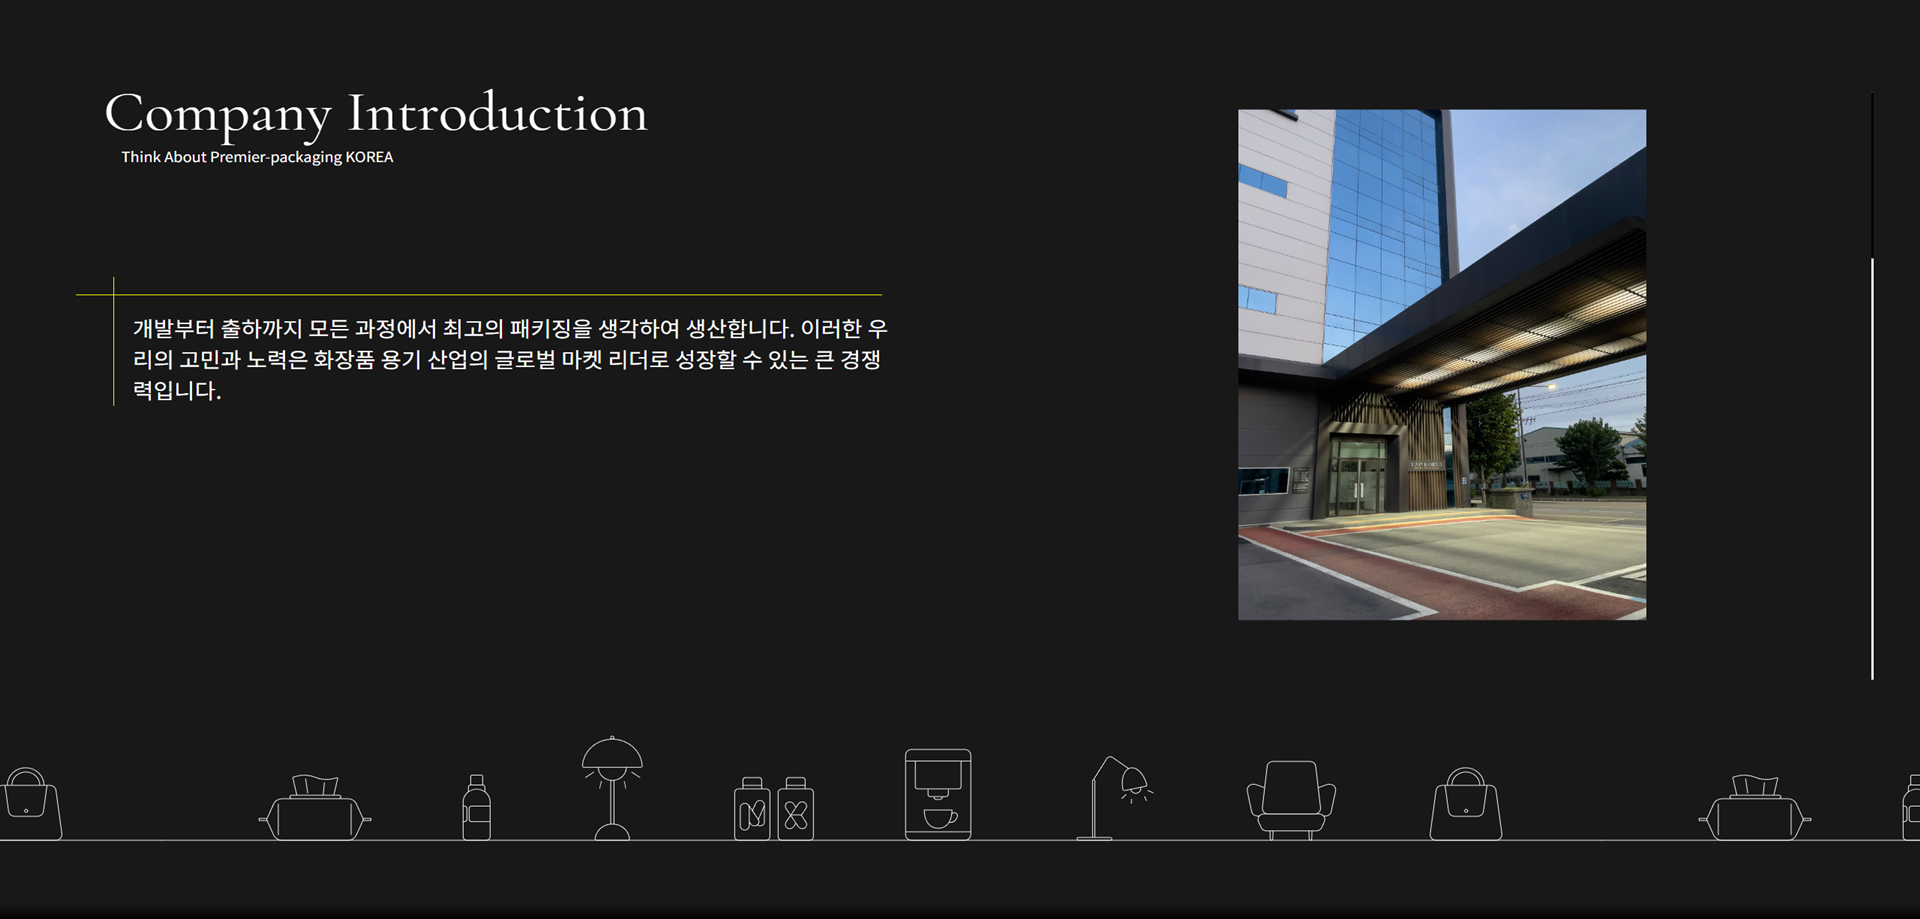 Company Introduction
Think About Premier-packaging KOREA
개발부터 출하까지 모든 과정에서 최고의 패키징을 생각하여 생산합니다. 이러한 우
리의 고민과 노력은 화장품 용기 산업의 글로벌 마켓 리더로 성장할 수 있는 큰 경쟁
력입니다.